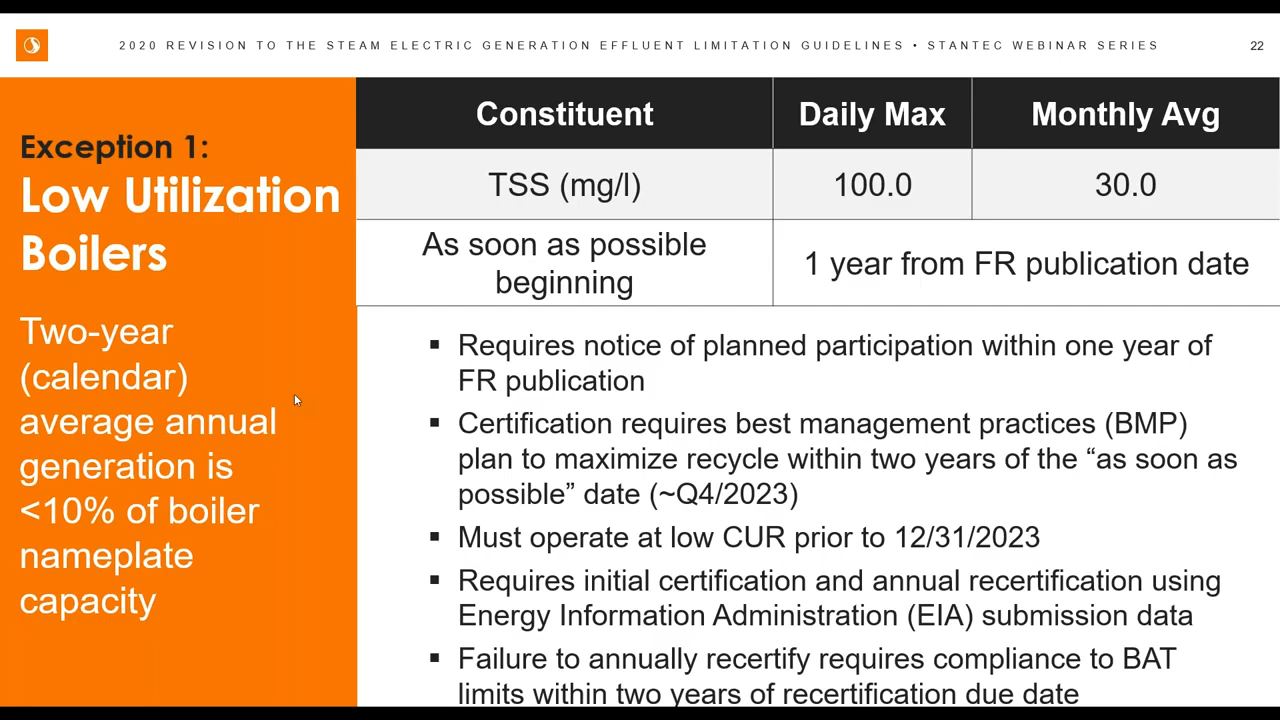 2020 REVISION TO THE STEAM ELECTRIC GENERATION EFFLUENT LIMITATION GUIDELINES • STANTEC WEBINAR SERIES
22
Exception 1:
Low Utilization
Boilers
Two-year
(calendar)
average annual
generation is
<10% of boiler
nameplate
capacity
Constituent Daily Max Monthly Avg
TSS (mg/l) 100.0 30.0
As soon as possible
beginning
1 year from FR publication date
▪ Requires notice of planned participation within one year of
FR publication
▪ Certification requires best management practices (BMP)
plan to maximize recycle within two years of the “as soon as
possible” date (~Q4/2023)
▪ Must operate at low CUR prior to 12/31/2023
▪ Requires initial certification and annual recertification using
Energy Information Administration (EIA) submission data
▪ Failure to annually recertify requires compliance to BAT
limits within two years of recertification due date